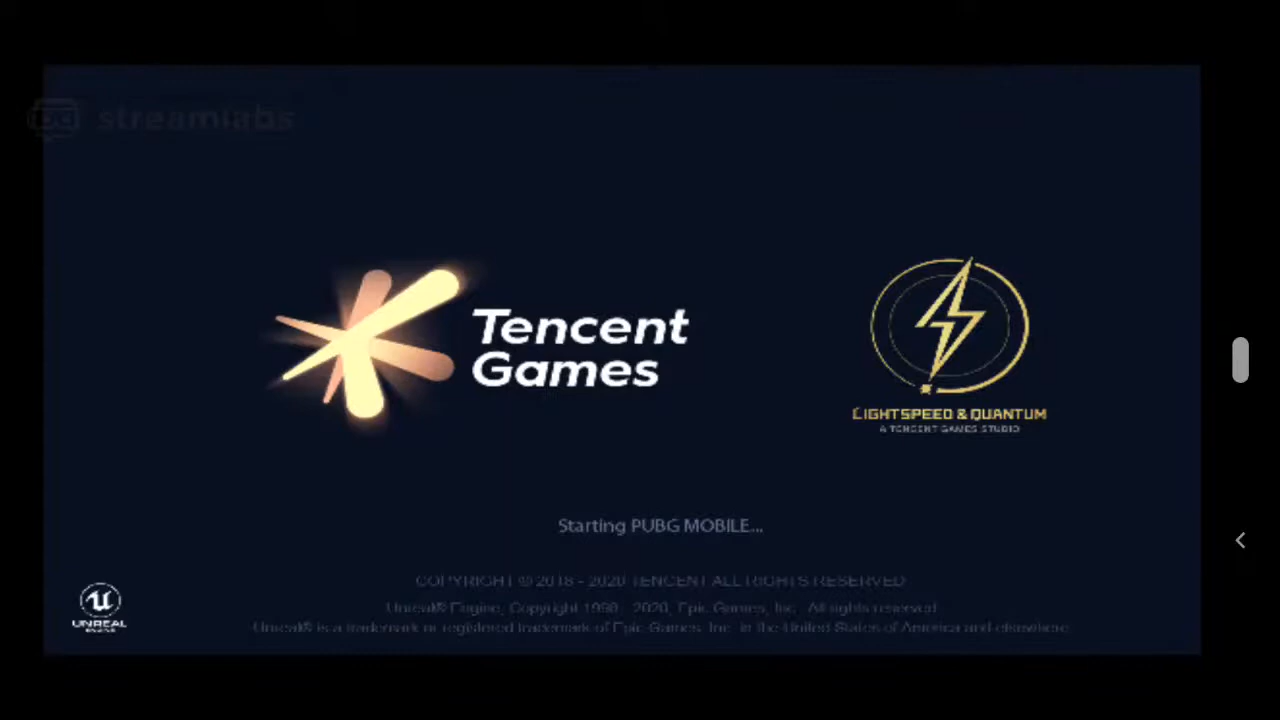 streamlabs
Tencent
Games
LIGHTSPEED & QUANTUM
A TENCENT GAMES STUDIO
Starting PUBG MOBILE...
COPYRIGHT © 2018 - 2020 TENCENT ALL RIGHTS RESERVED
Unreal® Engine, Copyright 1998 - 2020, Epic Games, Inc. All rights reserved.
Unreal® is a trademark or registered trademark of Epic Games, Inc. in the United States of America and elsewhere
UNREAL
ENGINE